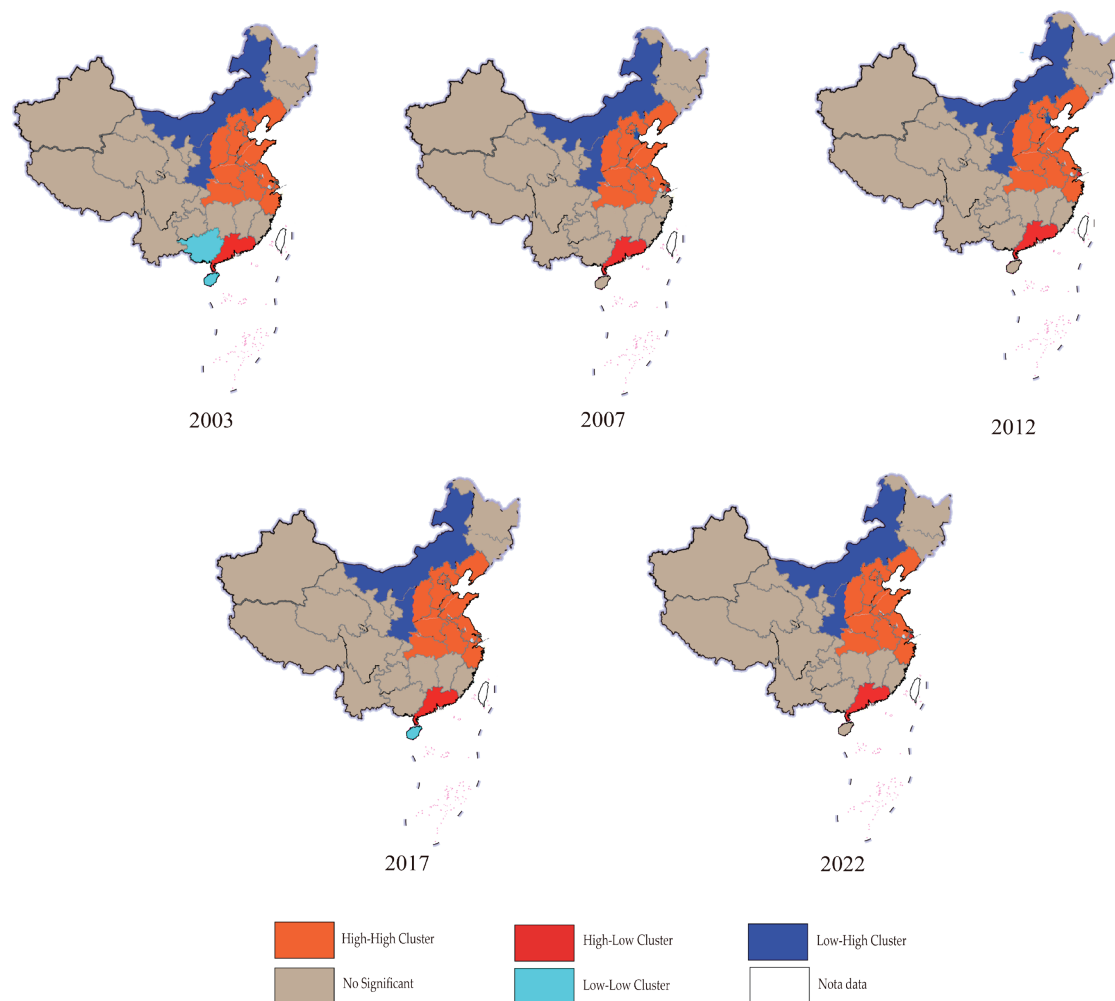 2003
2007
2012
2017
2022
High-High Cluster
High-Low Cluster
Low-High Cluster
No Significant
Low-Low Cluster
Nota data